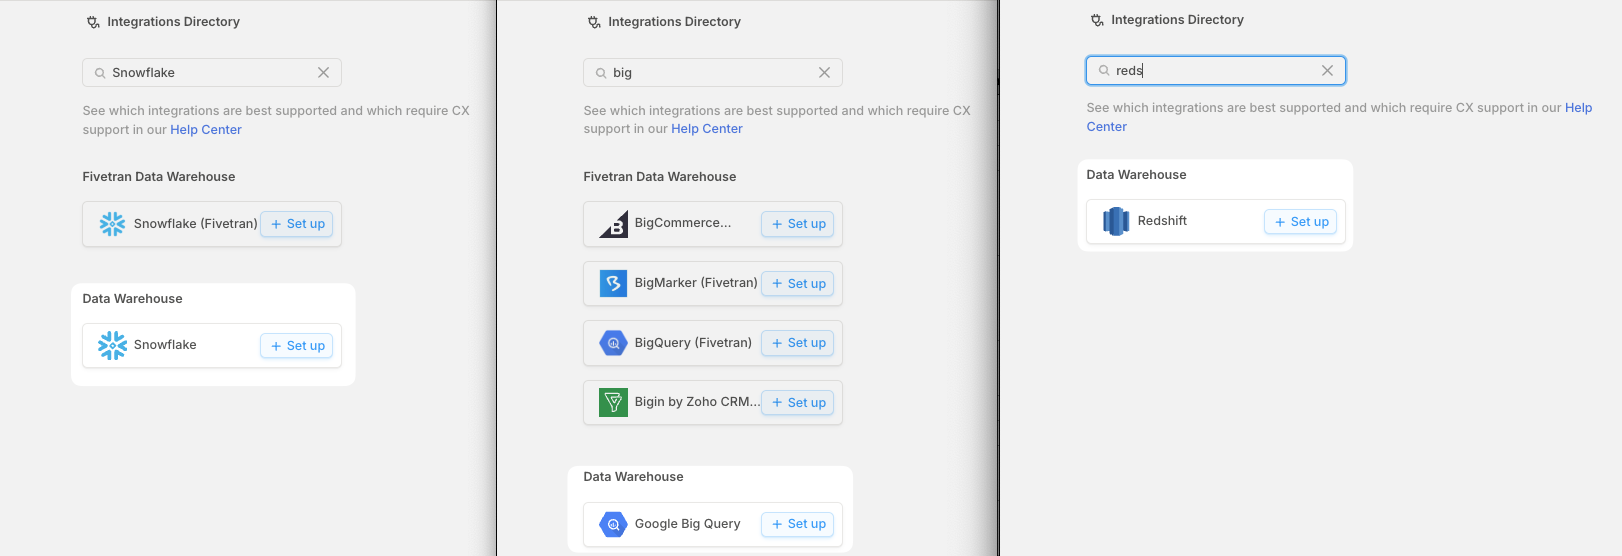 Integrations Directory
Snowflake
See which integrations are best supported and which require CX
support in our Help Center
Fivetran Data Warehouse
Snowflake (Fivetran) + Set up
Data Warehouse
Snowflake + Set up
Integrations Directory
big
See which integrations are best supported and which require CX
support in our Help Center
Fivetran Data Warehouse
BigCommerce... + Set up
BigMarker (Fivetran) + Set up
BigQuery (Fivetran) + Set up
Bigin by Zoho CRM... + Set up
Data Warehouse
Google Big Query + Set up
Integrations Directory
reds
See which integrations are best supported and which require CX support in our Help
Center
Data Warehouse
Redshift + Set up